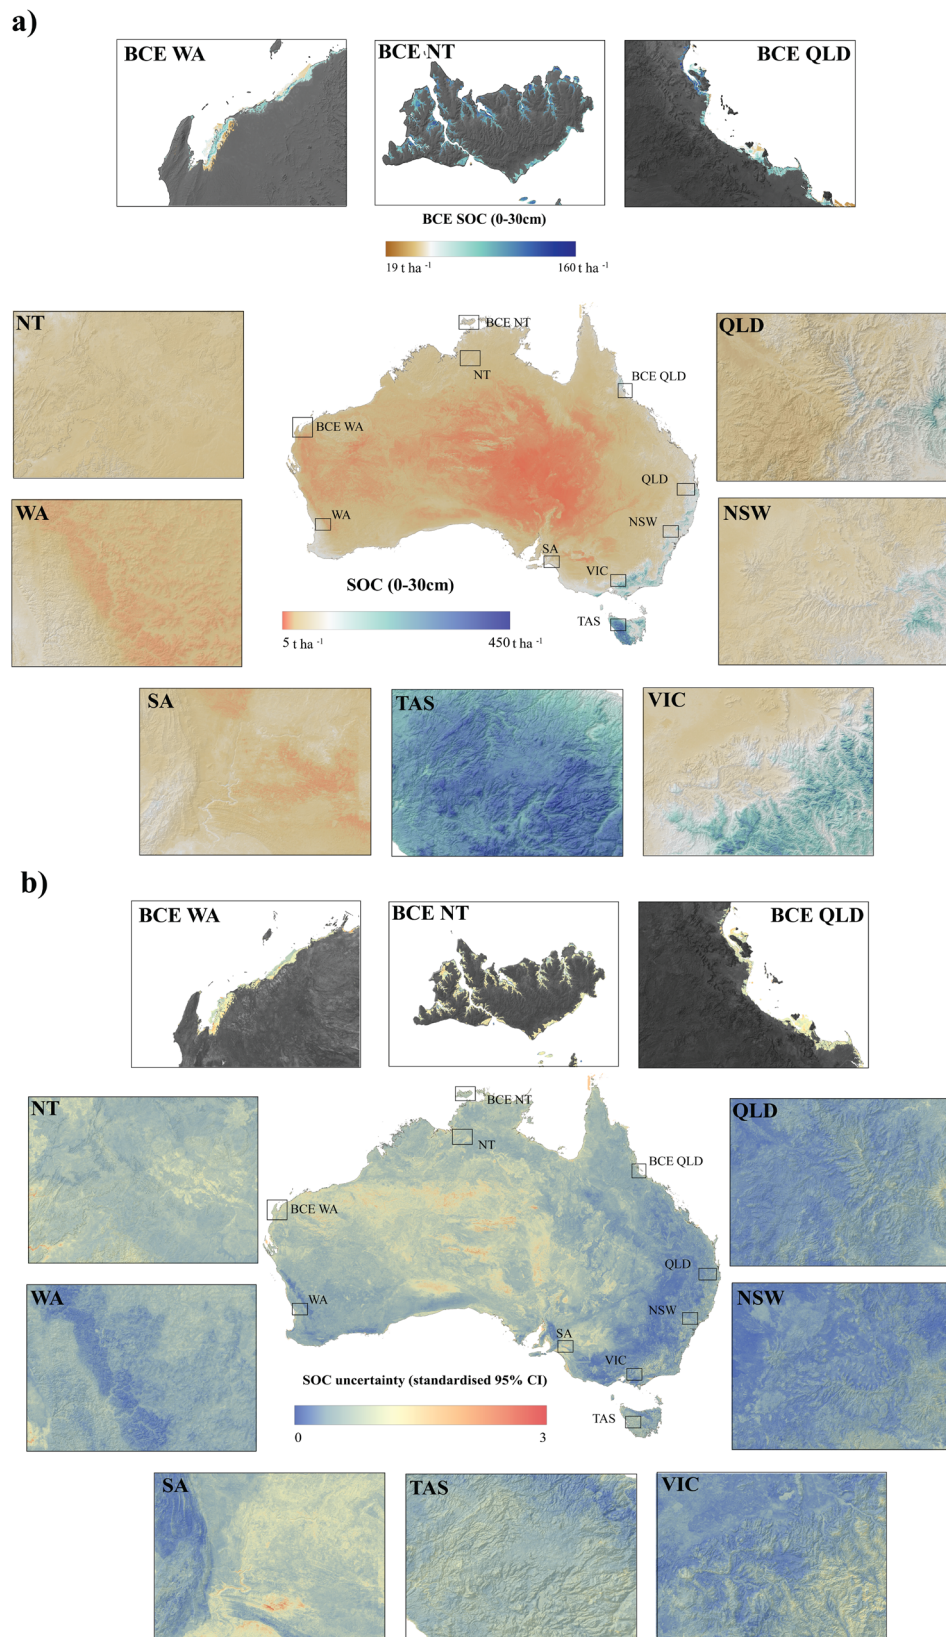 a)
BCE WA
BCE NT
BCE QLD
BCE SOC (0-30cm)
19 t ha -1
160 t ha -1
NT
QLD
BCE NT
NT
BCE QLD
BCE WA
QLD
WA
NSW
WA
NSW
SA
VIC
SOC (0-30cm)
TAS
5 t ha -1
450 t ha -1
SA
TAS
VIC
b)
BCE WA
BCE NT
BCE QLD
NT
QLD
BCE NT
NT
BCE QLD
BCE WA
QLD
WA
NSW
WA
NSW
SA
VIC
SOC uncertainty (standardised 95% CI)
TAS
0
3
SA
TAS
VIC